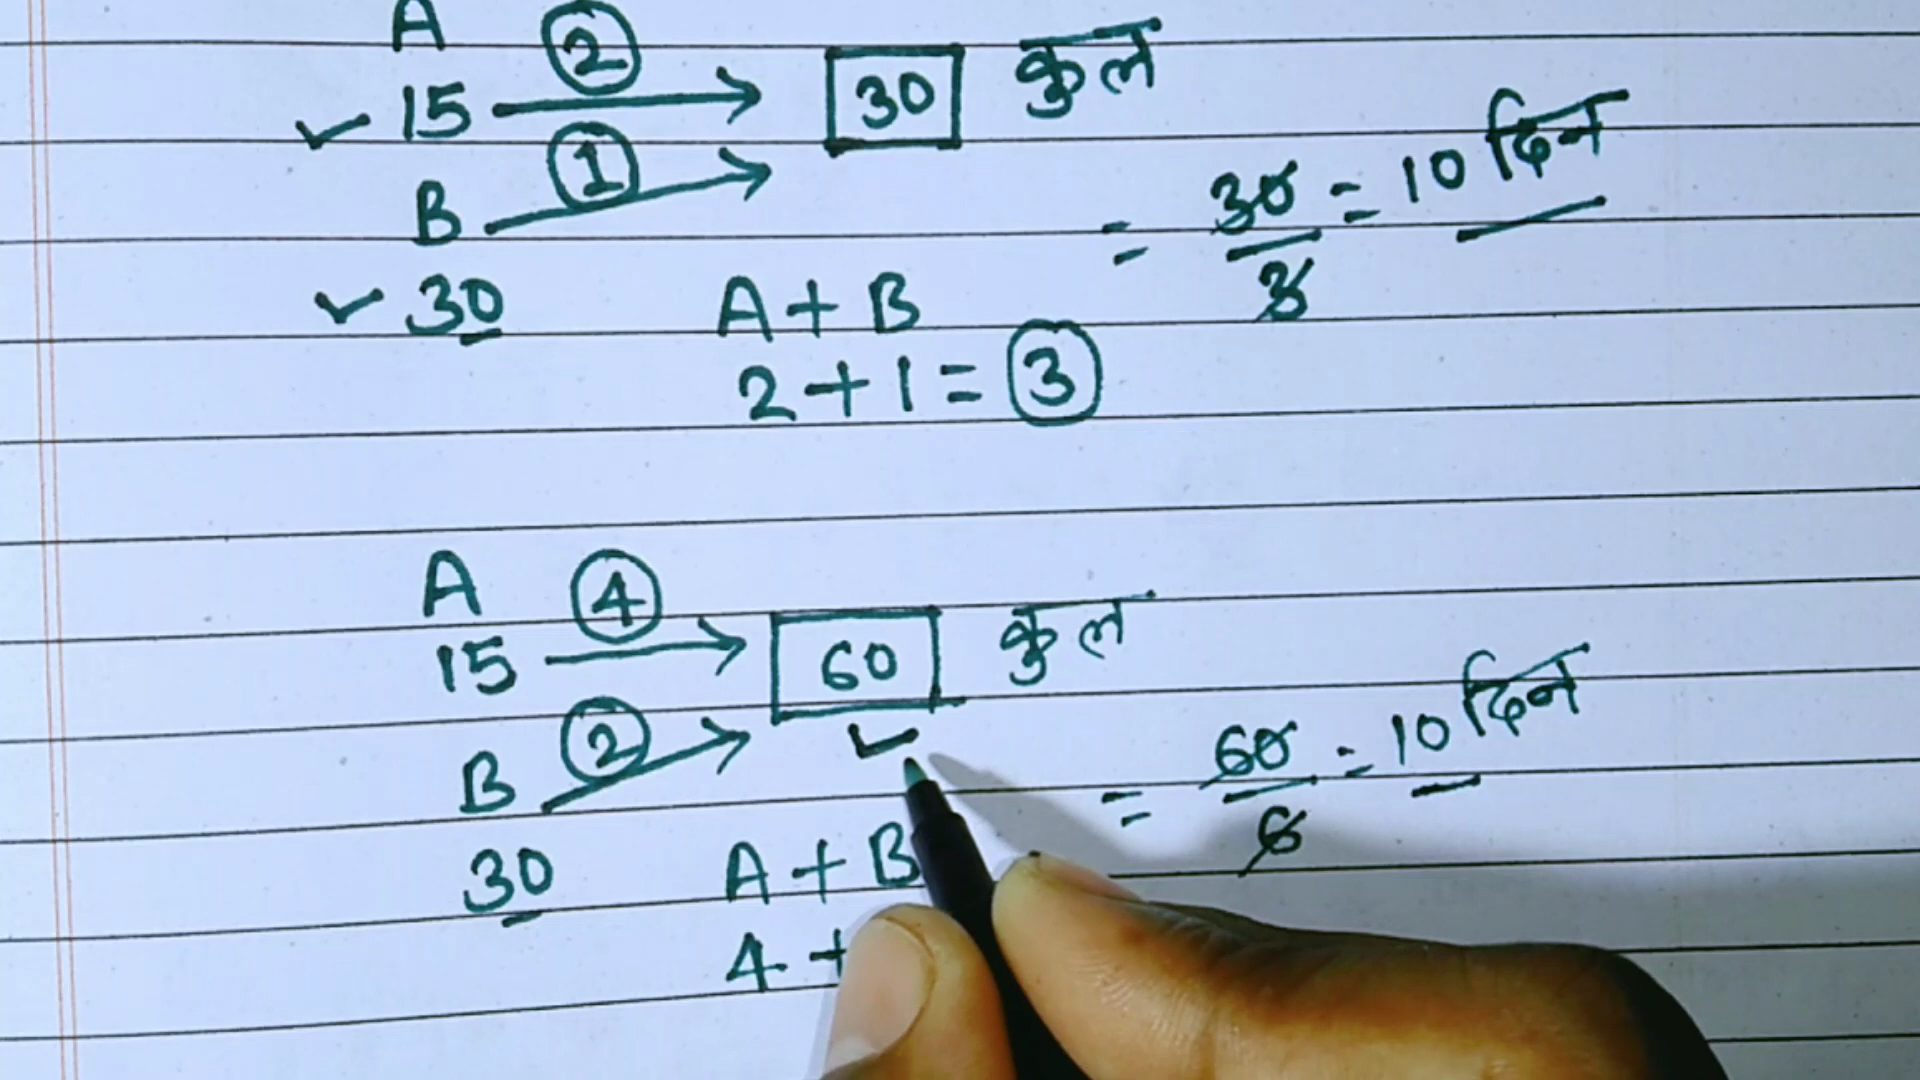 A
15 ② → 30 कुल
B ① →
30
A + B
2 + 1 = ③
= 30/3 = 10 दिन
A
15 ④ → 60 कुल
B ② →
30
A + B
4 +
= 60/6 = 10 दिन